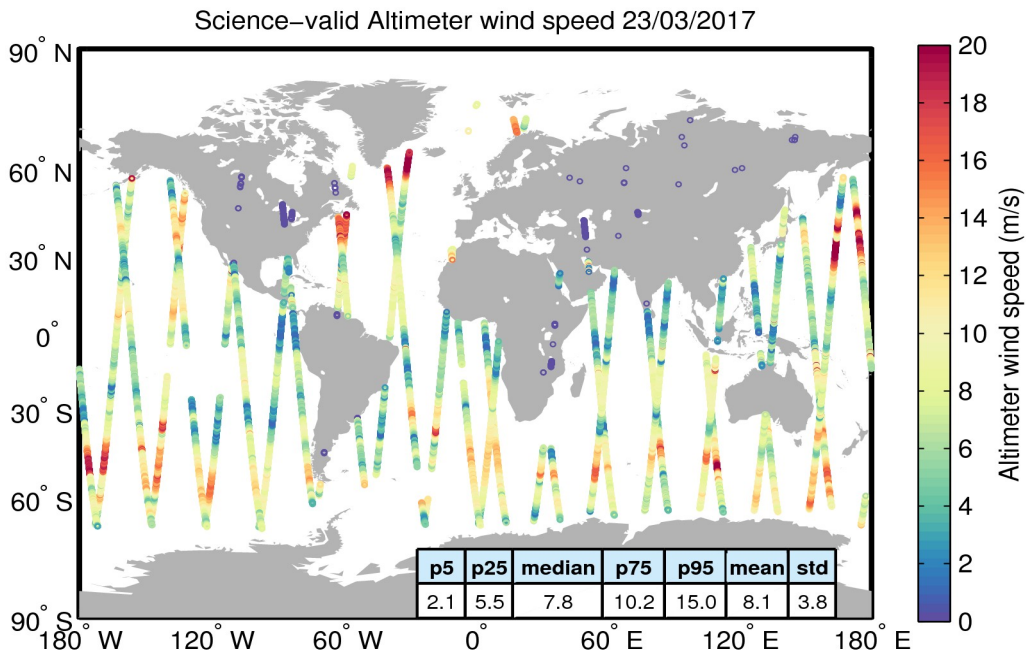 Science−valid Altimeter wind speed 23/03/2017
90° N
60° N
30° N
0°
30° S
60° S
90° S
180° W
120° W
60° W
0°
60° E
120° E
180° E
p5 p25 median p75 p95 mean std
2.1 5.5 7.8 10.2 15.0 8.1 3.8
20
18
16
14
12
10
8
6
4
2
0
Altimeter wind speed (m/s)